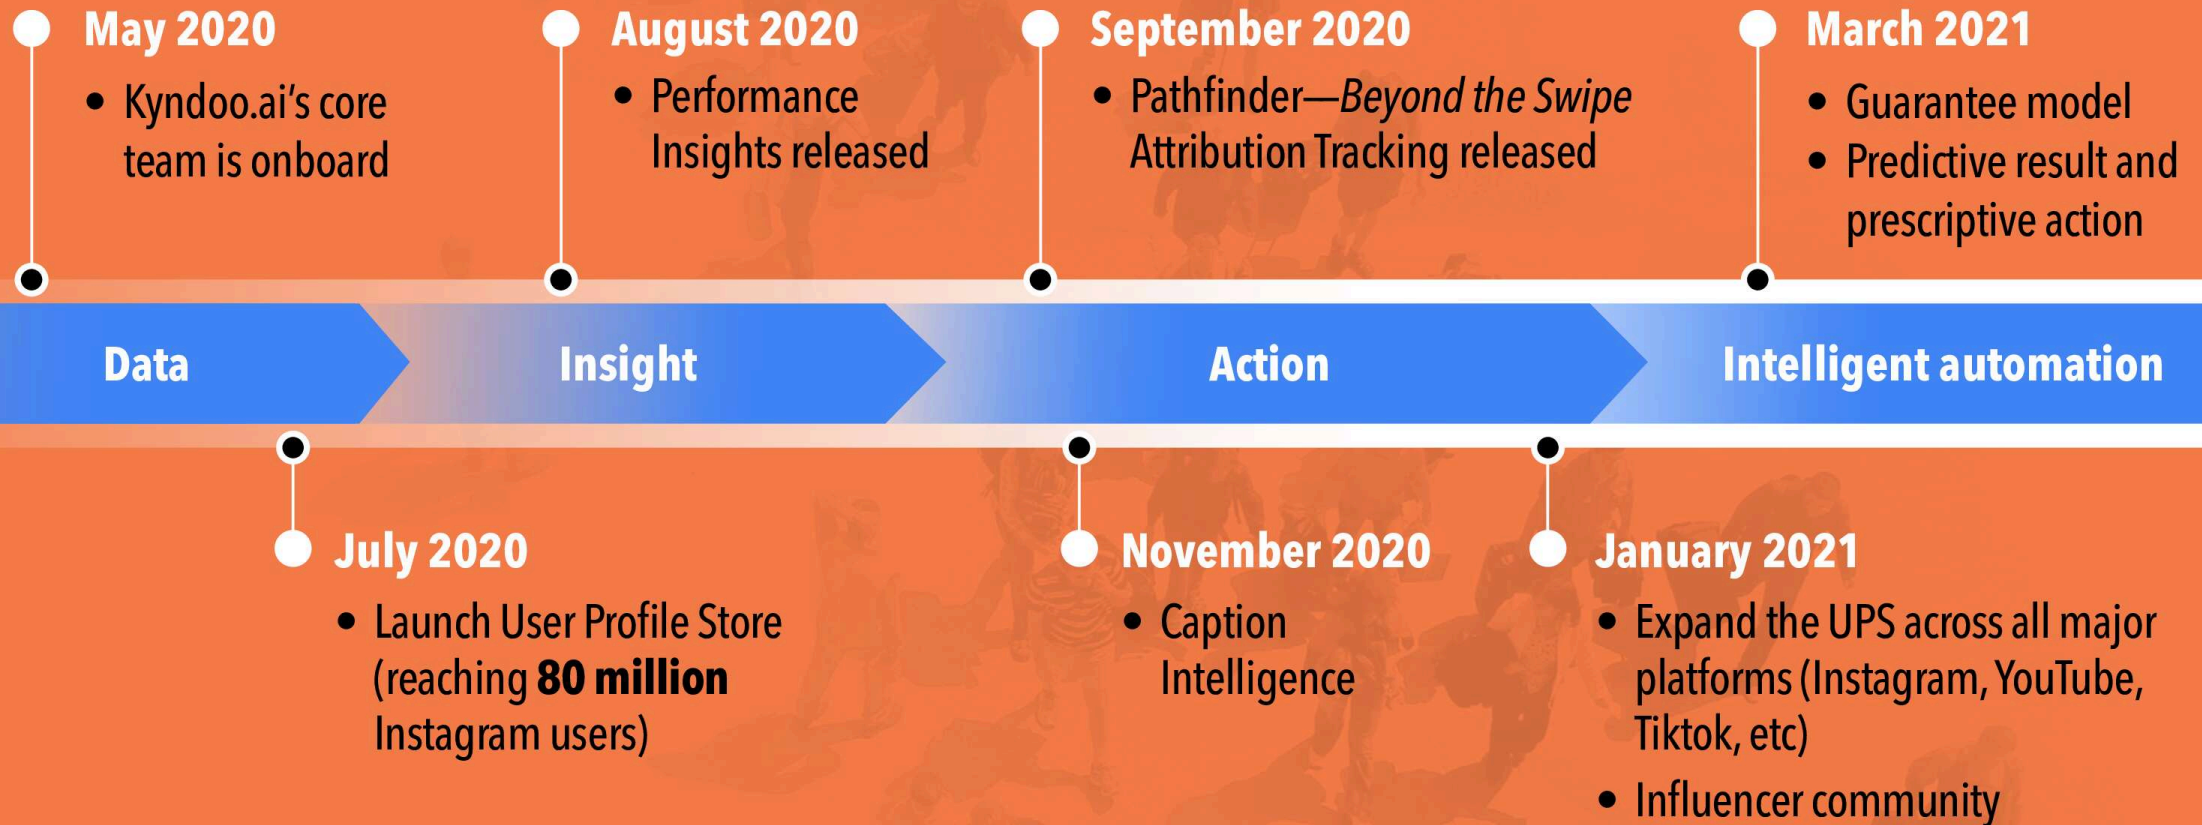 May 2020
• Kyndoo.ai's core
team is onboard
August 2020
• Performance
Insights released
September 2020
• Pathfinder—Beyond the Swipe
Attribution Tracking released
March 2021
• Guarantee model
• Predictive result and
prescriptive action
Data
Insight
Action
Intelligent automation
July 2020
• Launch User Profile Store
(reaching 80 million
Instagram users)
November 2020
• Caption
Intelligence
January 2021
• Expand the UPS across all major
platforms (Instagram, YouTube,
Tiktok, etc)
• Influencer community